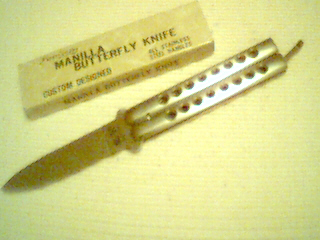 MANILLA
BUTTERFLY KNIFE
CUSTOM DESIGNED
ALL STAINLESS
STEEL HANDLES
MANILLA BUTTERFLY KNIFE